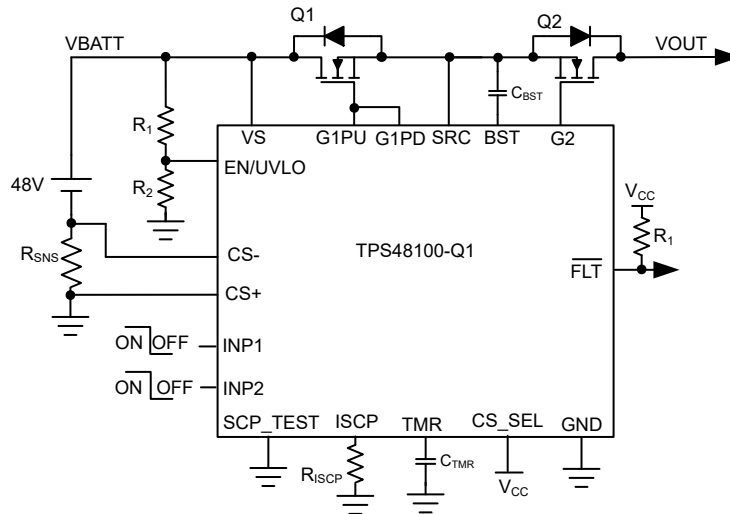 Q1
Q2
VBATT
VOUT
CBST
R1
VS
G1PU
G1PD
SRC
BST
G2
EN/UVLO
R2
48V
VCC
R1
TPS48100-Q1
RSNS
CS-
FLT
CS+
ON OFF
INP1
ON OFF
INP2
SCP_TEST
ISCP
TMR
CS_SEL
GND
RISCP
CTMR
VCC